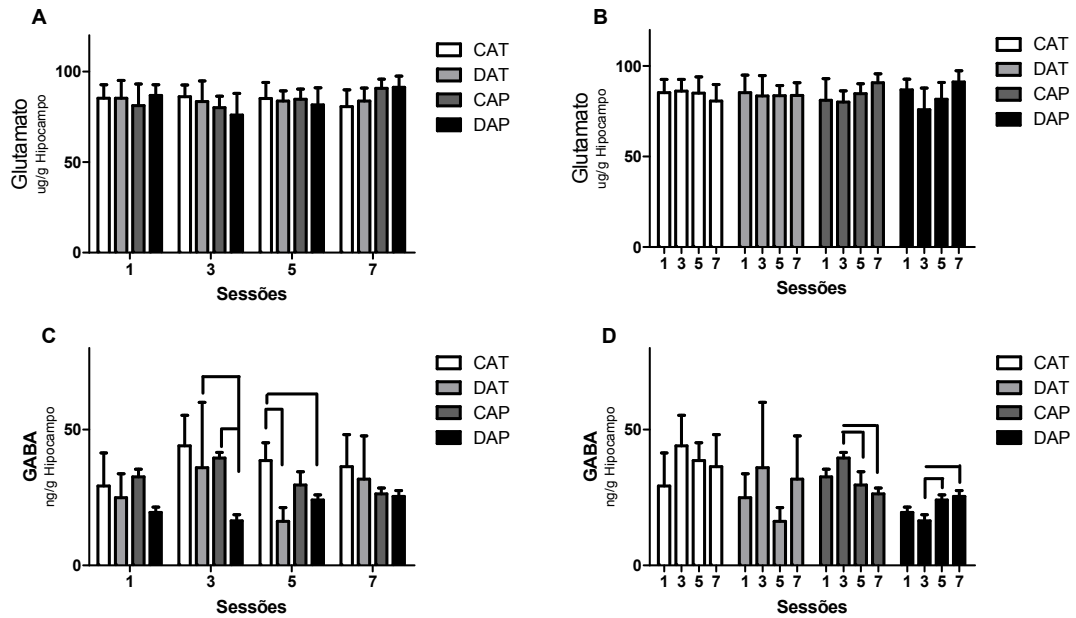 A
Glutamato
ug/g Hipocampo
100
50
0
1 3 5 7
Sessões
CAT
DAT
CAP
DAP
B
Glutamato
ug/g Hipocampo
100
50
0
1 3 5 7 1 3 5 7 1 3 5 7 1 3 5 7
Sessões
CAT
DAT
CAP
DAP
C
GABA
ng/g Hipocampo
50
0
1 3 5 7
Sessões
CAT
DAT
CAP
DAP
D
GABA
ng/g Hipocampo
50
0
1 3 5 7 1 3 5 7 1 3 5 7 1 3 5 7
Sessões
CAT
DAT
CAP
DAP